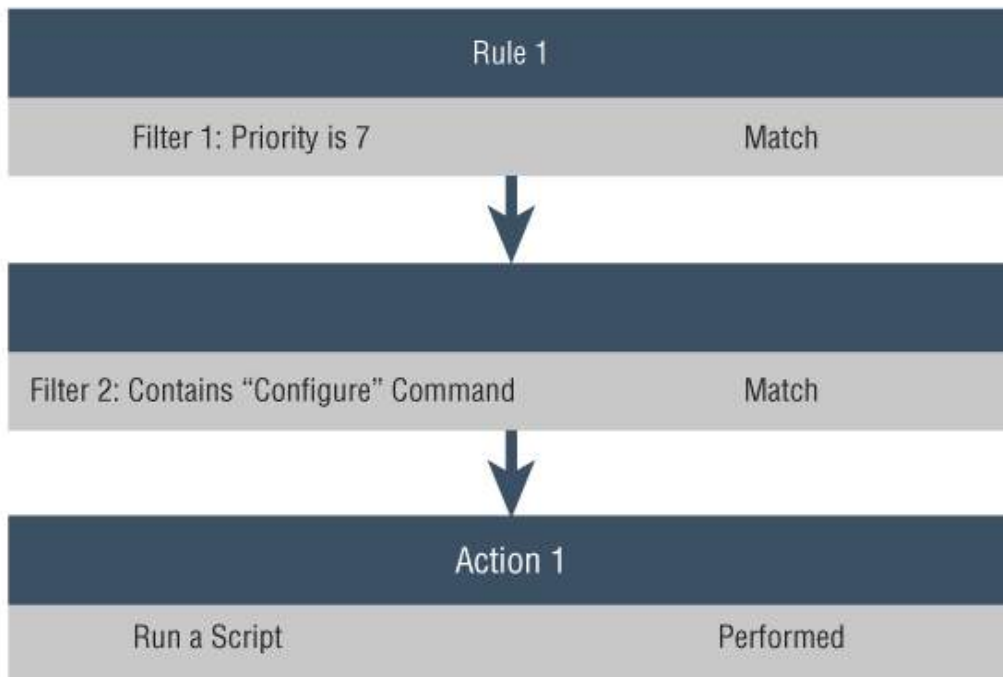 Rule 1
Filter 1: Priority is 7 Match
Filter 2: Contains “Configure” Command Match
Action 1
Run a Script Performed